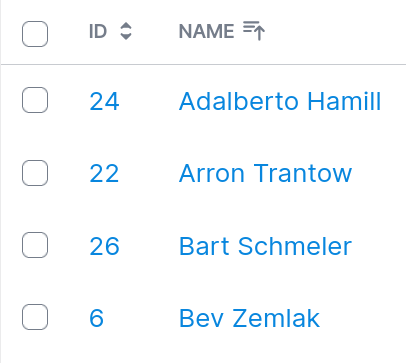 ID NAME
24 Adalberto Hamill
22 Arron Trantow
26 Bart Schmeler
6 Bev Zemlak